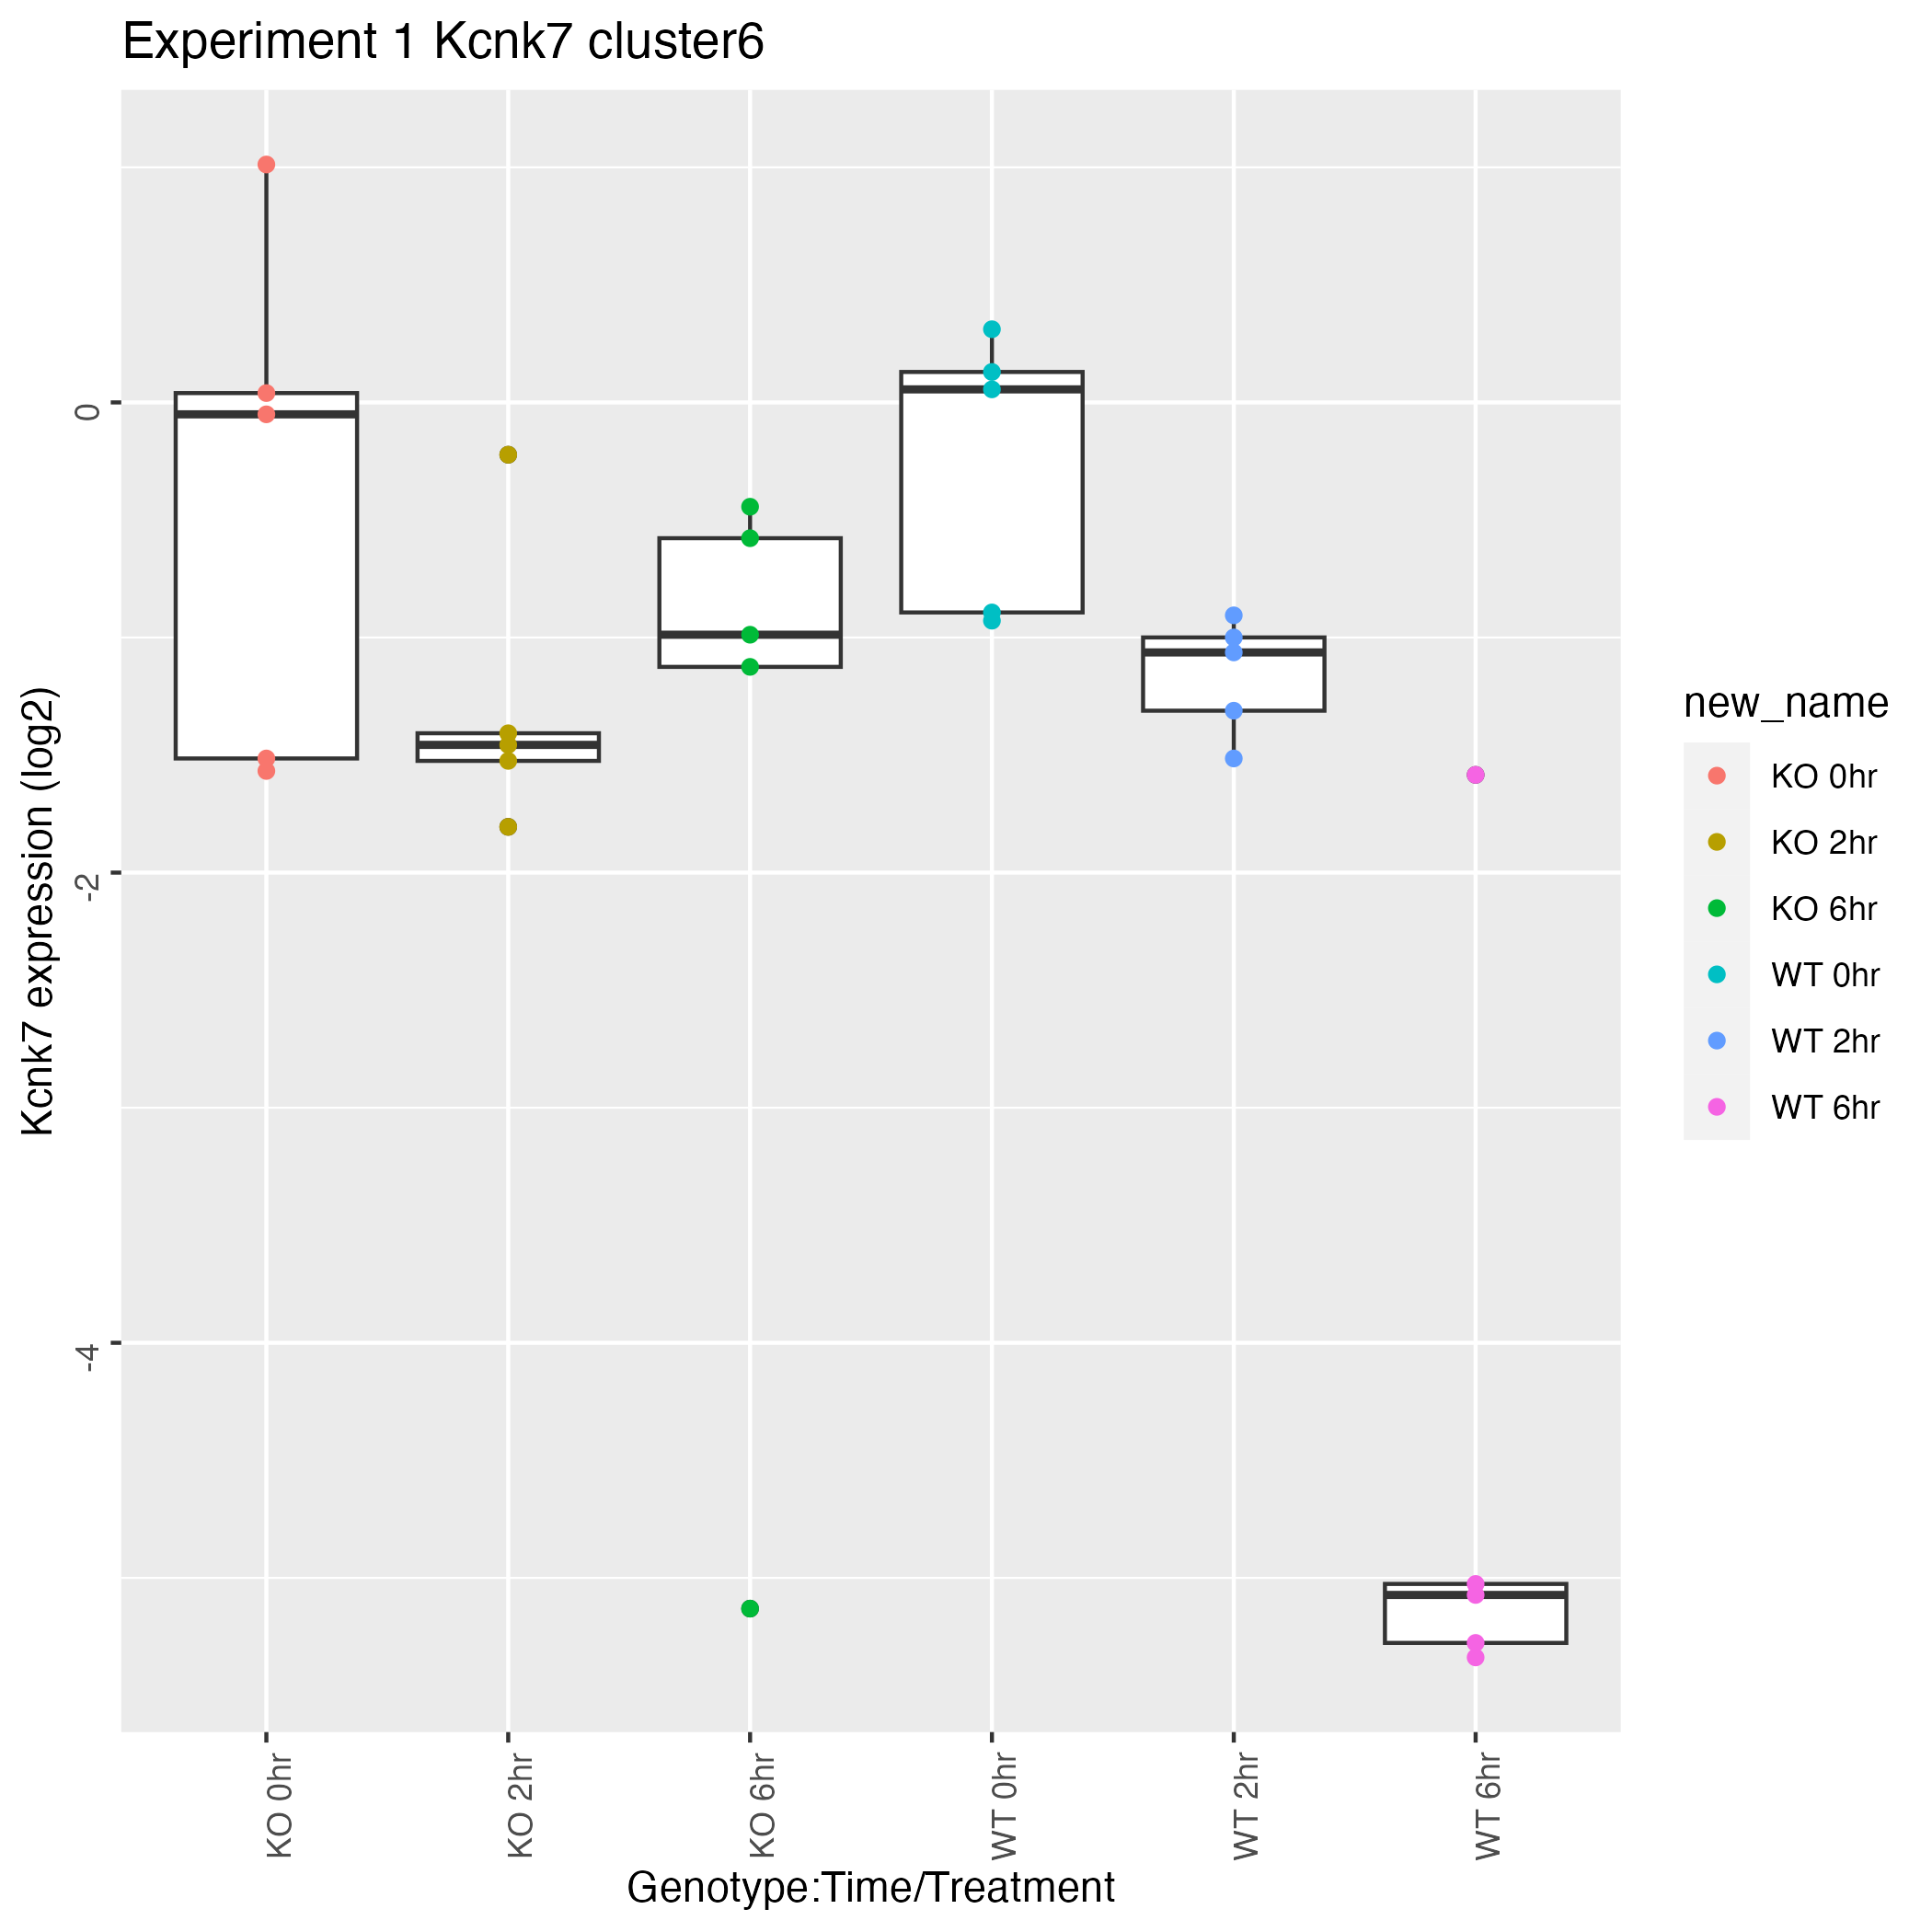 Experiment 1 Kcnk7 cluster6
Kcnk7 expression (log2)
0
-2
-4
KO 0hr
KO 2hr
KO 6hr
WT 0hr
WT 2hr
WT 6hr
Genotype:Time/Treatment
new_name
KO 0hr
KO 2hr
KO 6hr
WT 0hr
WT 2hr
WT 6hr